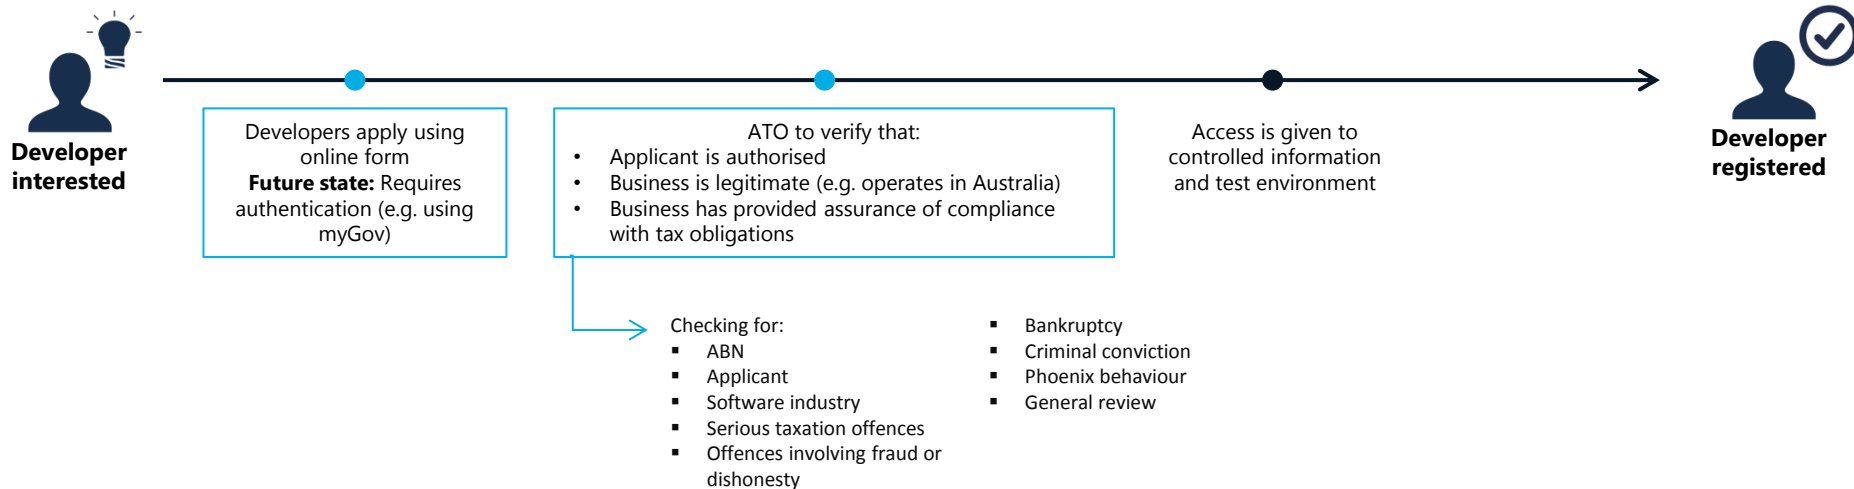 Developer
interested
Developers apply using
online form
Future state: Requires
authentication (e.g. using
myGov)
ATO to verify that:
• Applicant is authorised
• Business is legitimate (e.g. operates in Australia)
• Business has provided assurance of compliance
with tax obligations
Access is given to
controlled information
and test environment
Developer
registered
Checking for:
▪ ABN
▪ Applicant
▪ Software industry
▪ Serious taxation offences
▪ Offences involving fraud or
dishonesty
▪ Bankruptcy
▪ Criminal conviction
▪ Phoenix behaviour
▪ General review